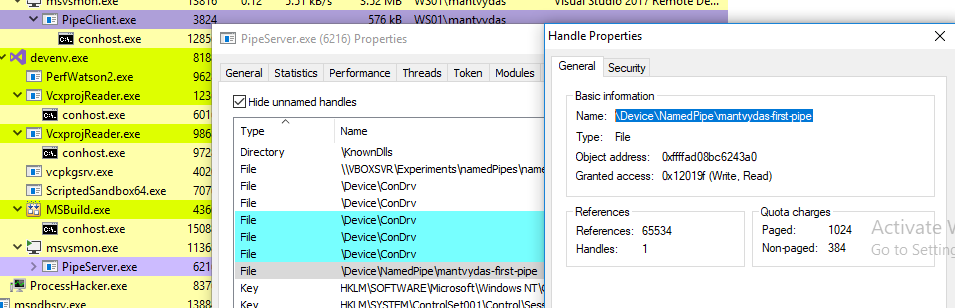 msvsmon.exe 13816 0.12 5.51 kB/s 3.52 MB WS01\mantvydas Visual Studio 2017 Remote De...
PipeClient.exe 3824 576 kB WS01\mantvydas
conhost.exe 1285
devenv.exe 818
PerfWatson2.exe 962
VcxprojReader.exe 123
conhost.exe 601
VcxprojReader.exe 986
conhost.exe 972
vcpkgsrv.exe 402
ScriptedSandbox64.exe 707
MSBuild.exe 436
conhost.exe 1508
msvsmon.exe 1136
PipeServer.exe 621
ProcessHacker.exe 837
mspdbsrv.exe 1388
PipeServer.exe (6216) Properties
General Statistics Performance Threads Token Modules
Hide unnamed handles
Type Name
Directory \KnownDlls
File \\VBOXSVR\Experiments\namedPipes\name
File \Device\ConDrv
File \Device\ConDrv
File \Device\ConDrv
File \Device\ConDrv
File \Device\ConDrv
File \Device\NamedPipe\mantvydas-first-pipe
Key HKLM\SOFTWARE\Microsoft\Windows NT\C
Key HKLM\SYSTEM\ControlSet001\Control\Sess
Handle Properties
General Security
Basic information
Name: \Device\NamedPipe\mantvydas-first-pipe
Type: File
Object address: 0xffffad08bc6243a0
Granted access: 0x12019f (Write, Read)
References
References: 65534
Handles: 1
Quota charges
Paged: 1024
Non-paged: 384
Activate W
Go to Setting